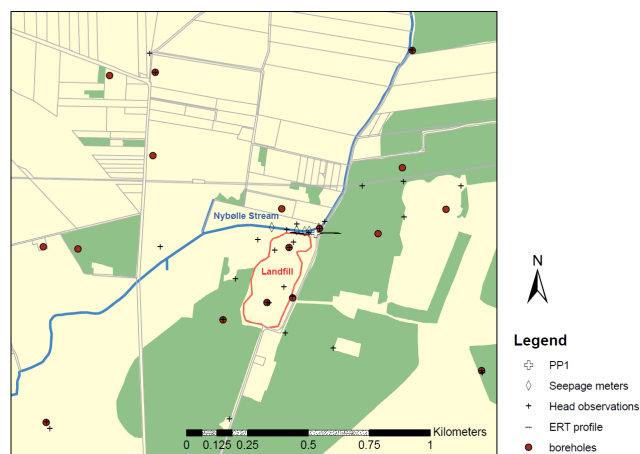 Nybølle Stream
Landfill
Kilometers
0 0.125 0.25 0.5 0.75 1
N
Legend
PP1
Seepage meters
Head observations
ERT profile
boreholes